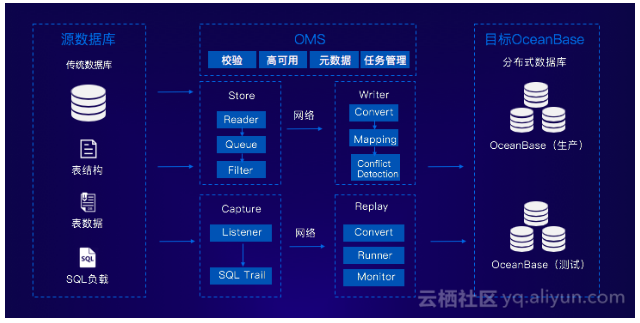 源数据库
传统数据库
表结构
表数据
SQL
SQL负载
OMS
校验
高可用
元数据
任务管理
Store
Reader
Queue
Filter
网络
Writer
Convert
Mapping
Conflict
Detection
Capture
Listener
SQL Trail
网络
Replay
Convert
Runner
Monitor
目标OceanBase
分布式数据库
OceanBase（生产）
OceanBase（测试）
云栖社区 yq.aliyun.com